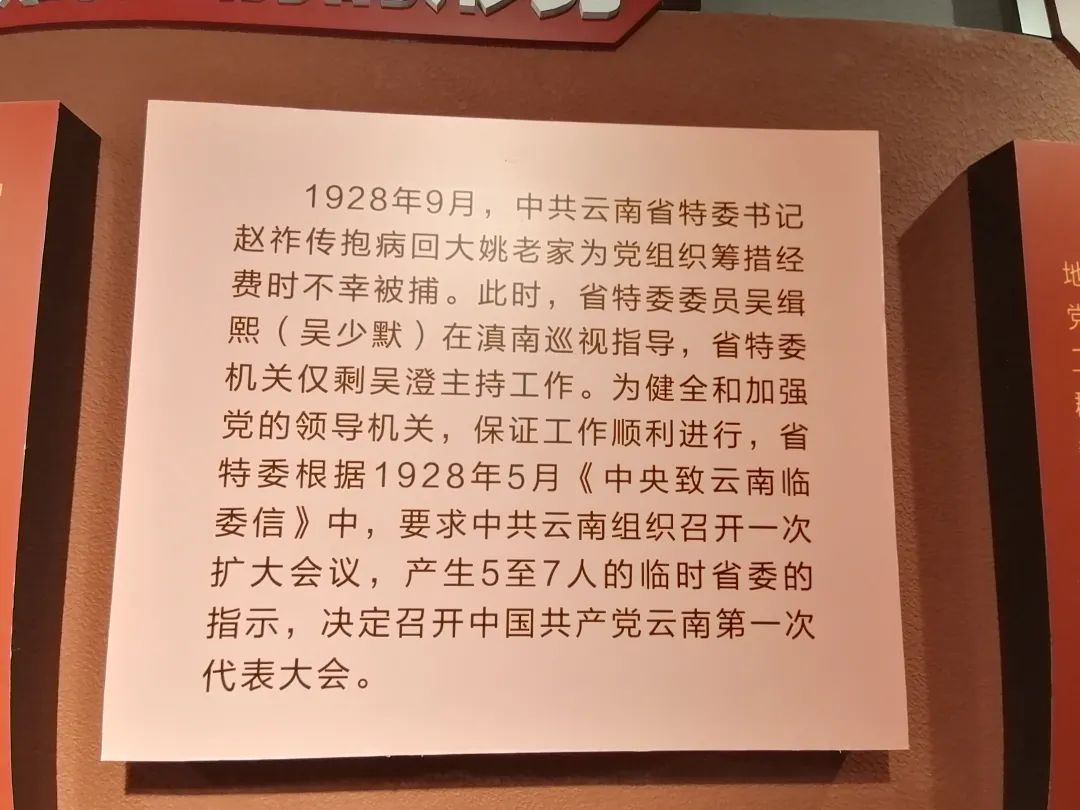 1928年9月，中共云南省特委书记
赵祚传抱病回大姚老家为党组织筹措经
费时不幸被捕。此时，省特委委员吴缉
熙（吴少默）在滇南巡视指导，省特委
机关仅剩吴澄主持工作。为健全和加强
党的领导机关，保证工作顺利进行，省
特委根据1928年5月《中央致云南临
委信》中，要求中共云南组织召开一次
扩大会议，产生5至7人的临时省委的
指示，决定召开中国共产党云南第一次
代表大会。
地
党